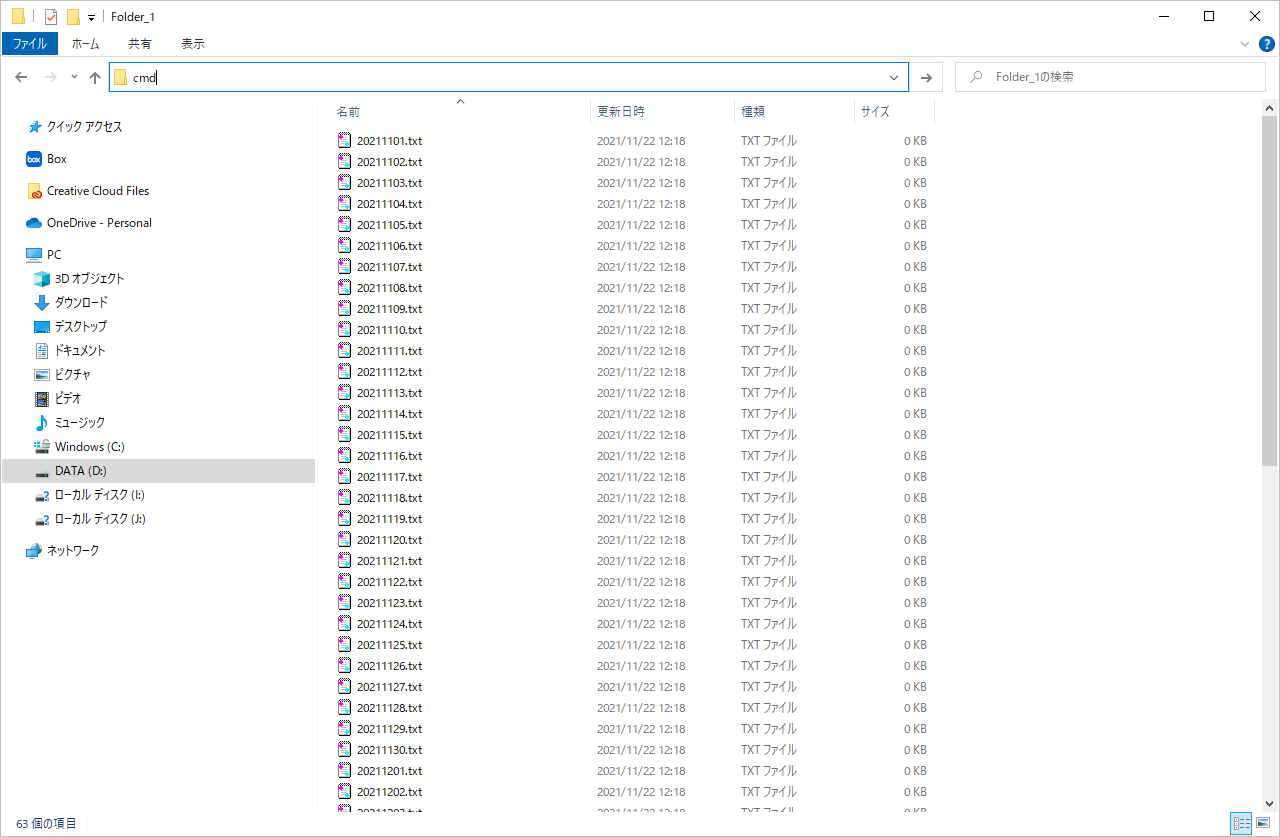 Folder_1
ファイル ホーム 共有 表示
cmd Folder_1の検索
クイック アクセス
box Box
Creative Cloud Files
OneDrive - Personal
PC
3D オブジェクト
ダウンロード
デスクトップ
ドキュメント
ピクチャ
ビデオ
ミュージック
Windows (C:)
DATA (D:)
ローカル ディスク (I:)
ローカル ディスク (J:)
ネットワーク
名前 更新日時 種類 サイズ
20211101.txt 2021/11/22 12:18 TXT ファイル 0 KB
20211102.txt 2021/11/22 12:18 TXT ファイル 0 KB
20211103.txt 2021/11/22 12:18 TXT ファイル 0 KB
20211104.txt 2021/11/22 12:18 TXT ファイル 0 KB
20211105.txt 2021/11/22 12:18 TXT ファイル 0 KB
20211106.txt 2021/11/22 12:18 TXT ファイル 0 KB
20211107.txt 2021/11/22 12:18 TXT ファイル 0 KB
20211108.txt 2021/11/22 12:18 TXT ファイル 0 KB
20211109.txt 2021/11/22 12:18 TXT ファイル 0 KB
20211110.txt 2021/11/22 12:18 TXT ファイル 0 KB
20211111.txt 2021/11/22 12:18 TXT ファイル 0 KB
20211112.txt 2021/11/22 12:18 TXT ファイル 0 KB
20211113.txt 2021/11/22 12:18 TXT ファイル 0 KB
20211114.txt 2021/11/22 12:18 TXT ファイル 0 KB
20211115.txt 2021/11/22 12:18 TXT ファイル 0 KB
20211116.txt 2021/11/22 12:18 TXT ファイル 0 KB
20211117.txt 2021/11/22 12:18 TXT ファイル 0 KB
20211118.txt 2021/11/22 12:18 TXT ファイル 0 KB
20211119.txt 2021/11/22 12:18 TXT ファイル 0 KB
20211120.txt 2021/11/22 12:18 TXT ファイル 0 KB
20211121.txt 2021/11/22 12:18 TXT ファイル 0 KB
20211122.txt 2021/11/22 12:18 TXT ファイル 0 KB
20211123.txt 2021/11/22 12:18 TXT ファイル 0 KB
20211124.txt 2021/11/22 12:18 TXT ファイル 0 KB
20211125.txt 2021/11/22 12:18 TXT ファイル 0 KB
20211126.txt 2021/11/22 12:18 TXT ファイル 0 KB
20211127.txt 2021/11/22 12:18 TXT ファイル 0 KB
20211128.txt 2021/11/22 12:18 TXT ファイル 0 KB
20211129.txt 2021/11/22 12:18 TXT ファイル 0 KB
20211130.txt 2021/11/22 12:18 TXT ファイル 0 KB
20211201.txt 2021/11/22 12:18 TXT ファイル 0 KB
20211202.txt 2021/11/22 12:18 TXT ファイル 0 KB
63 個の項目